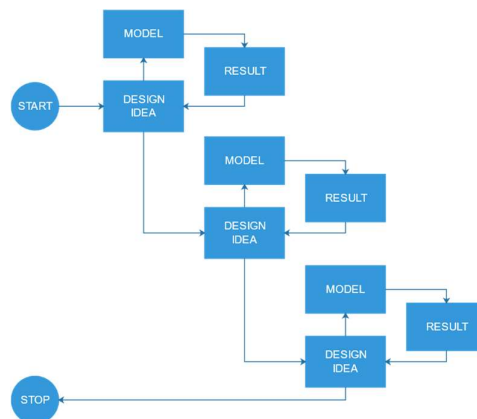 MODEL
RESULT
START
DESIGN
IDEA
MODEL
RESULT
DESIGN
IDEA
MODEL
RESULT
DESIGN
IDEA
STOP